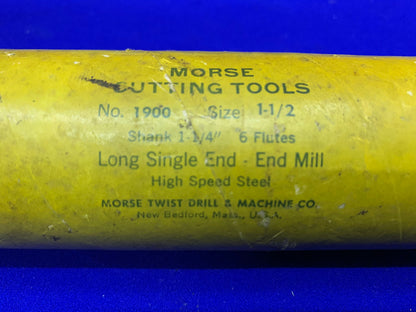 MORSE
CUTTING TOOLS
No. 1900 Size 1-1/2
Shank 1-1/4" 6 Flutes
Long Single End - End Mill
High Speed Steel
MORSE TWIST DRILL & MACHINE CO.
New Bedford, Mass., U.S.A.